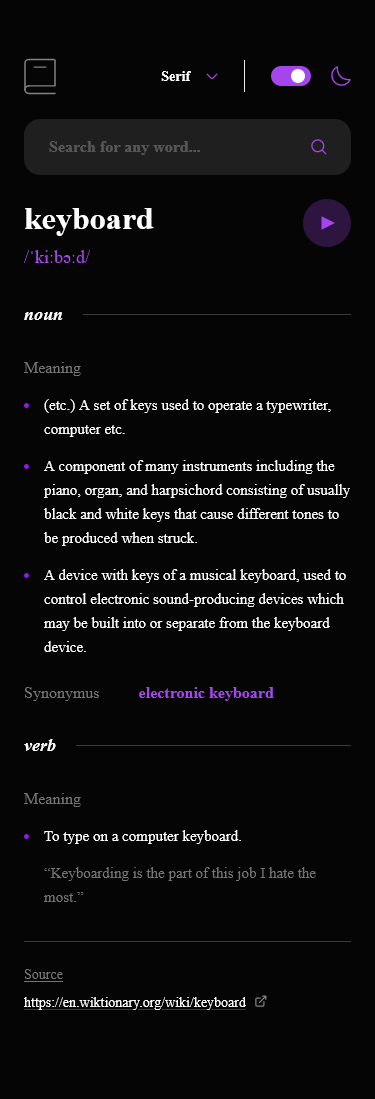 Serif
Search for any word...
keyboard
/ˈkiːbɔːd/
noun
Meaning
(etc.) A set of keys used to operate a typewriter,
computer etc.
A component of many instruments including the
piano, organ, and harpsichord consisting of usually
black and white keys that cause different tones to
be produced when struck.
A device with keys of a musical keyboard, used to
control electronic sound-producing devices which
may be built into or separate from the keyboard
device.
Synonymus electronic keyboard
verb
Meaning
To type on a computer keyboard.
“Keyboarding is the part of this job I hate the
most.”
Source
https://en.wiktionary.org/wiki/keyboard